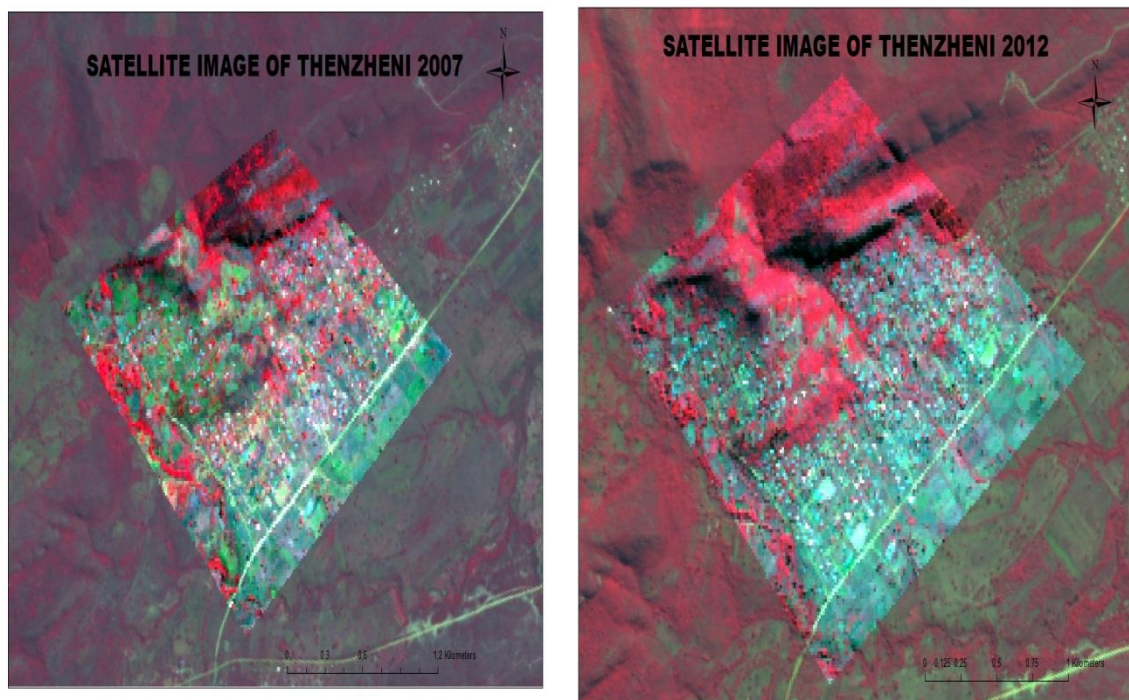 SATELLITE IMAGE OF THENZHENI 2007
N
0 0,3 0,6 1,2 Kilometers
SATELLITE IMAGE OF THENZHENI 2012
N
0 0,125 0,25 0,5 0,75 1 Kilometers